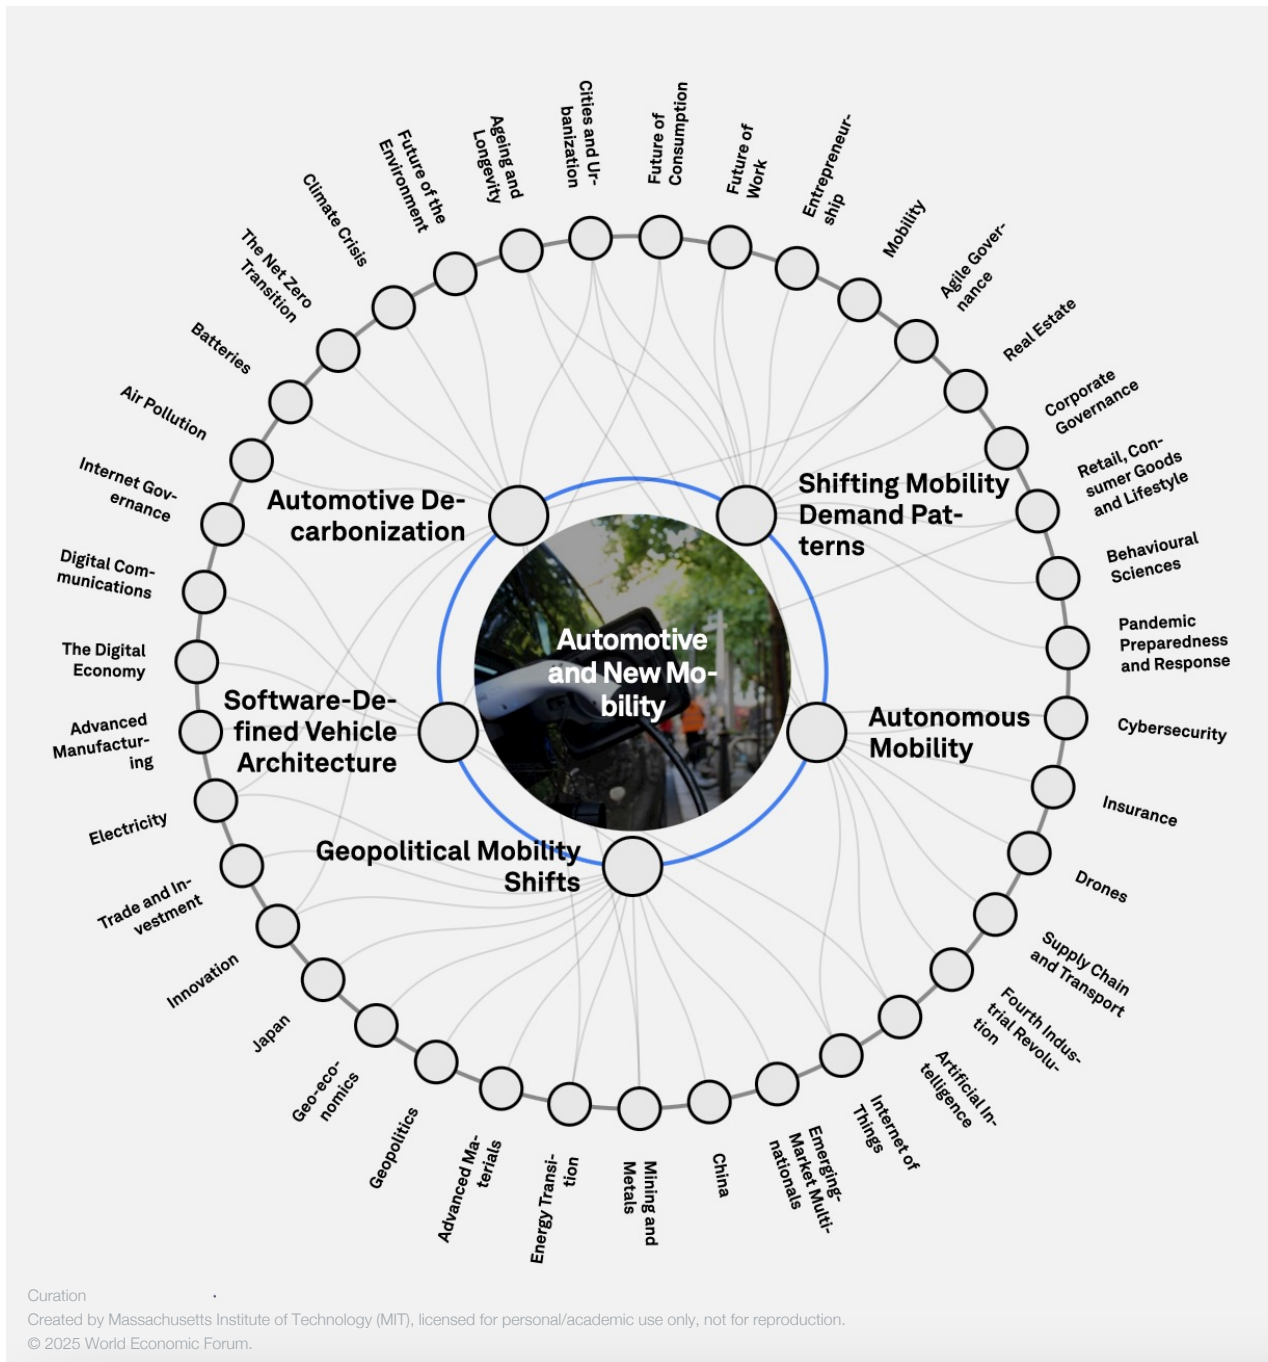 Cities and Ur-
banization
Future of
Consumption
Future of
Work
Entrepreneur-
ship
Mobility
Agile Gover-
nance
Real Estate
Corporate
Governance
Retail, Con-
sumer Goods
and Lifestyle
Behavioural
Sciences
Pandemic
Preparedness
and Response
Cybersecurity
Insurance
Drones
Supply Chain
and Transport
Fourth Indus-
trial Revolu-
tion
Artificial In-
telligence
Internet of
Things
Emerging-
Market Multi-
nationals
China
Mining and
Metals
Energy Transi-
tion
Advanced Ma-
terials
Geopolitics
Geo-eco-
nomics
Japan
Innovation
Trade and In-
vestment
Electricity
Advanced
Manufactur-
ing
The Digital
Economy
Digital Com-
munications
Internet Gov-
ernance
Air Pollution
Batteries
The Net Zero
Transition
Climate Crisis
Future of the
Environment
Ageing and
Longevity
Automotive De-
carbonization
Shifting Mobility
Demand Pat-
terns
Automotive
and New Mo-
bility
Software-De-
fined Vehicle
Architecture
Autonomous
Mobility
Geopolitical Mobility
Shifts
Curation
Created by Massachusetts Institute of Technology (MIT), licensed for personal/academic use only, not for reproduction.
© 2025 World Economic Forum.